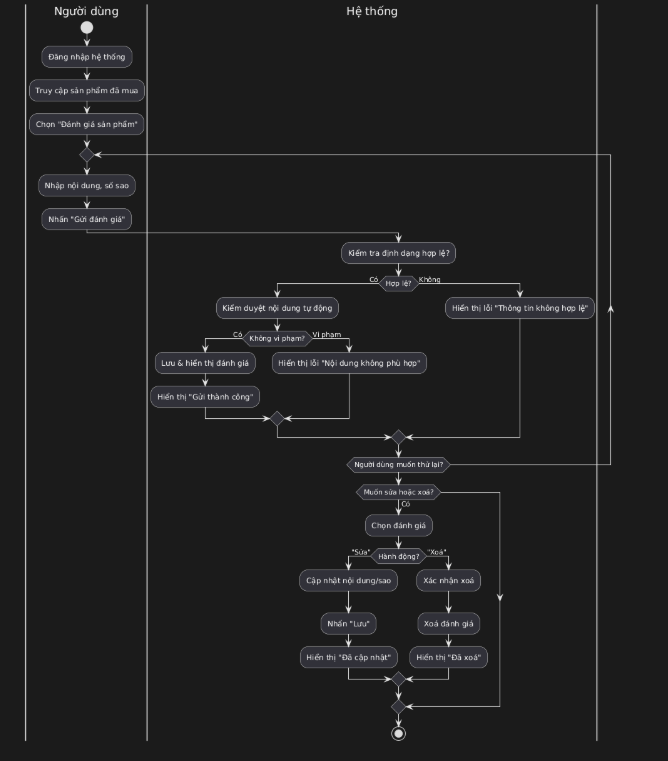 Người dùng
Hệ thống
Đăng nhập hệ thống
Truy cập sản phẩm đã mua
Chọn "Đánh giá sản phẩm"
Nhập nội dung, số sao
Nhấn "Gửi đánh giá"
Kiểm tra định dạng hợp lệ?
Có
Hợp lệ?
Không
Kiểm duyệt nội dung tự động
Hiển thị lỗi "Thông tin không hợp lệ"
Có
Không vi phạm?
Vi phạm
Lưu & hiển thị đánh giá
Hiển thị lỗi "Nội dung không phù hợp"
Hiển thị "Gửi thành công"
Người dùng muốn thử lại?
Muốn sửa hoặc xoá?
Có
Chọn đánh giá
"Sửa"
Hành động?
"Xoá"
Cập nhật nội dung/sao
Xác nhận xoá
Nhấn "Lưu"
Xoá đánh giá
Hiển thị "Đã cập nhật"
Hiển thị "Đã xoá"